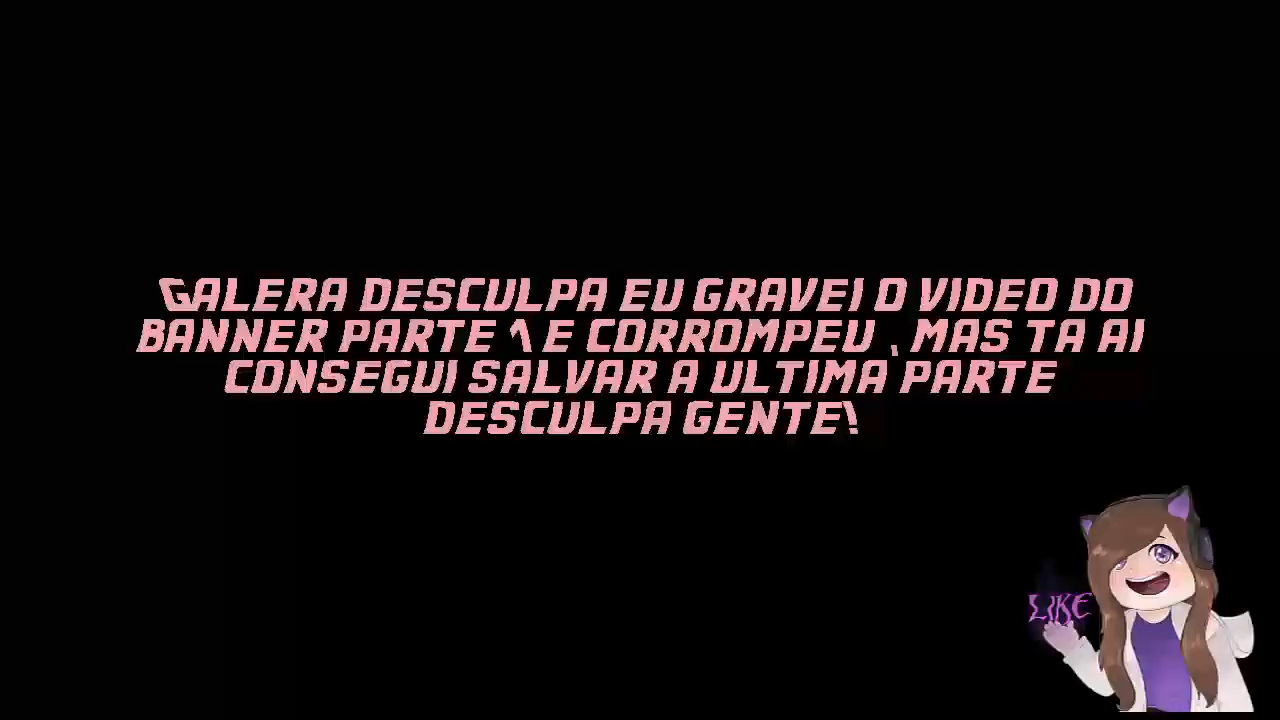 GALERA DESCULPA EU GRAVEI O VIDEO DO
BANNER PARTE 1 E CORROMPEU , MAS TA AI
CONSEGUI SALVAR A ULTIMA PARTE
DESCULPA GENTE!
LIKE